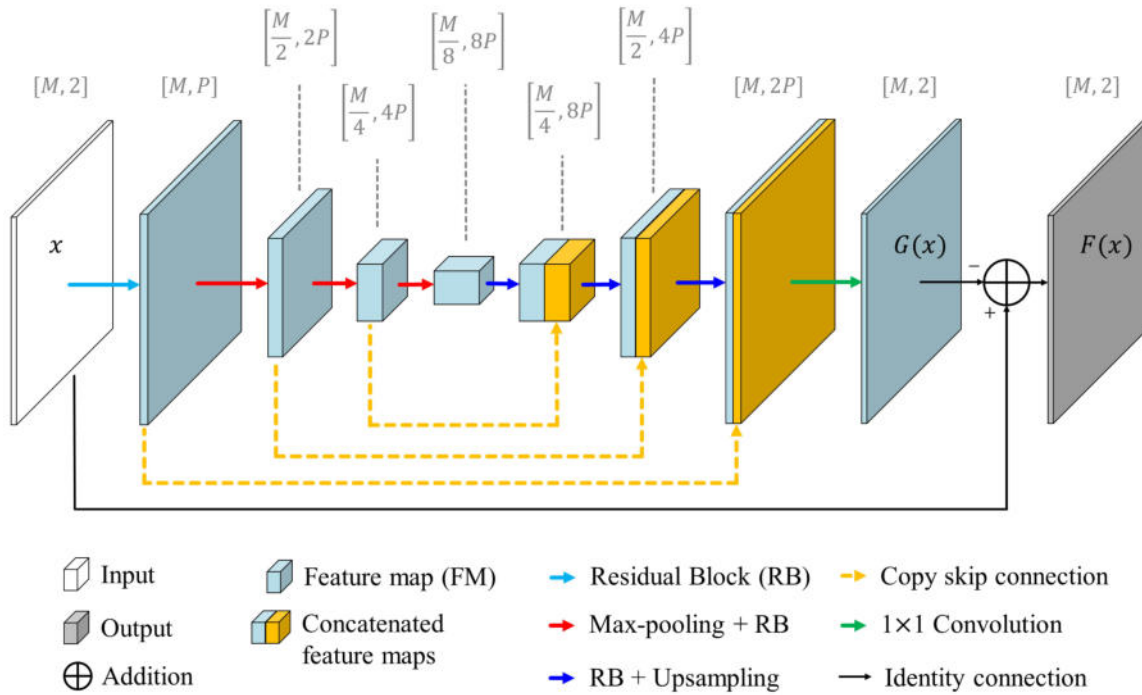 [M/2, 2P]
[M/8, 8P]
[M/2, 4P]
[M, 2]
[M, P]
[M/4, 4P]
[M/4, 8P]
[M, 2P]
[M, 2]
[M, 2]
x
G(x)
−
+
F(x)
Input
Feature map (FM)
Residual Block (RB)
Copy skip connection
Output
Concatenated
feature maps
Max-pooling + RB
1×1 Convolution
Addition
RB + Upsampling
Identity connection